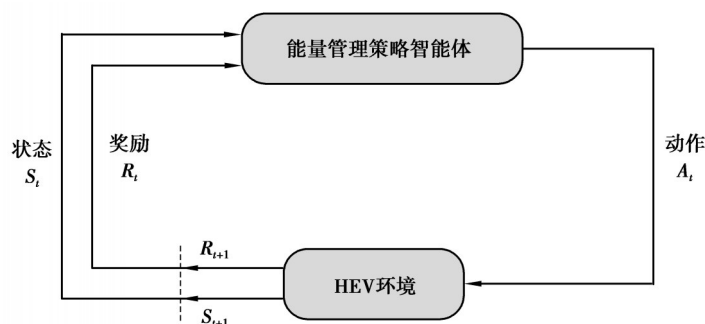 能量管理策略智能体
状态
S_t
奖励
R_t
动作
A_t
R_{t+1}
HEV环境
S_{t+1}